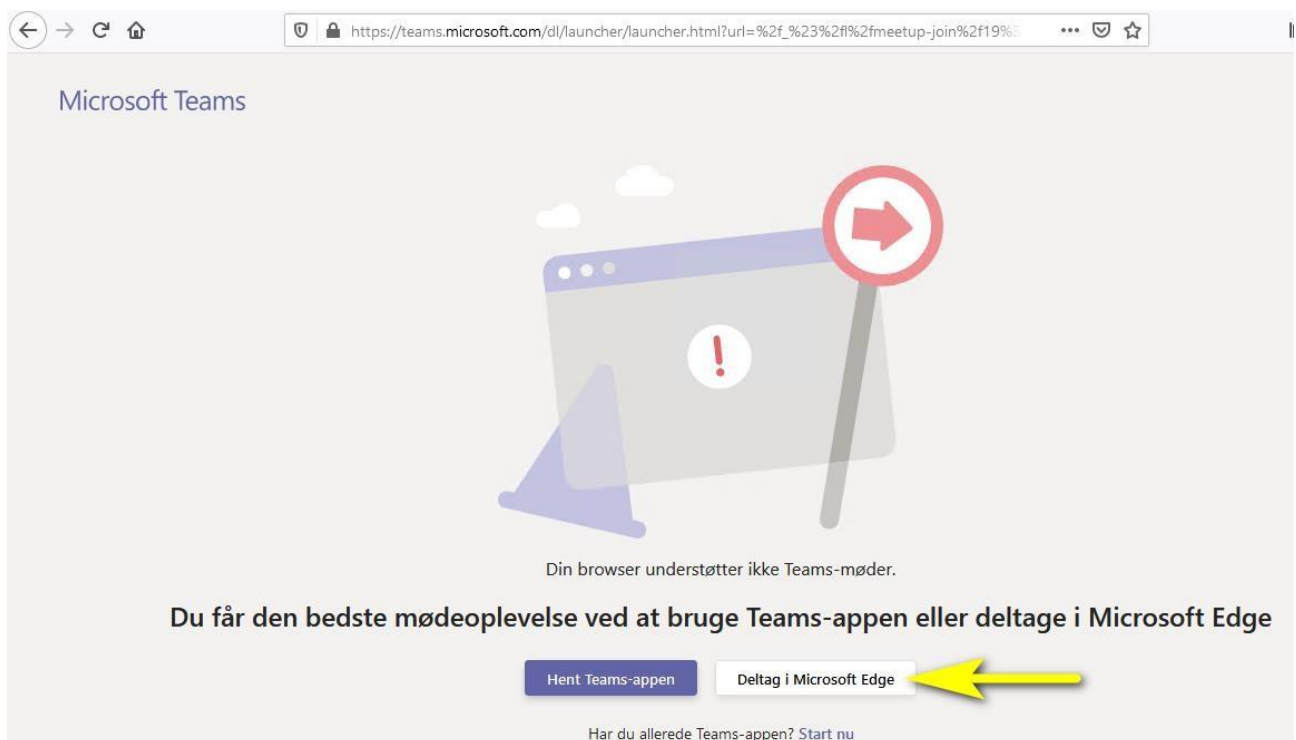 https://teams.microsoft.com/dl/launcher/launcher.html?url=%2f_%23%2fl%2fmeetup-join%2f19%
Microsoft Teams
Din browser understøtter ikke Teams-møder.
Du får den bedste mødeoplevelse ved at bruge Teams-appen eller deltage i Microsoft Edge
Hent Teams-appen
Deltag i Microsoft Edge
Har du allerede Teams-appen? Start nu